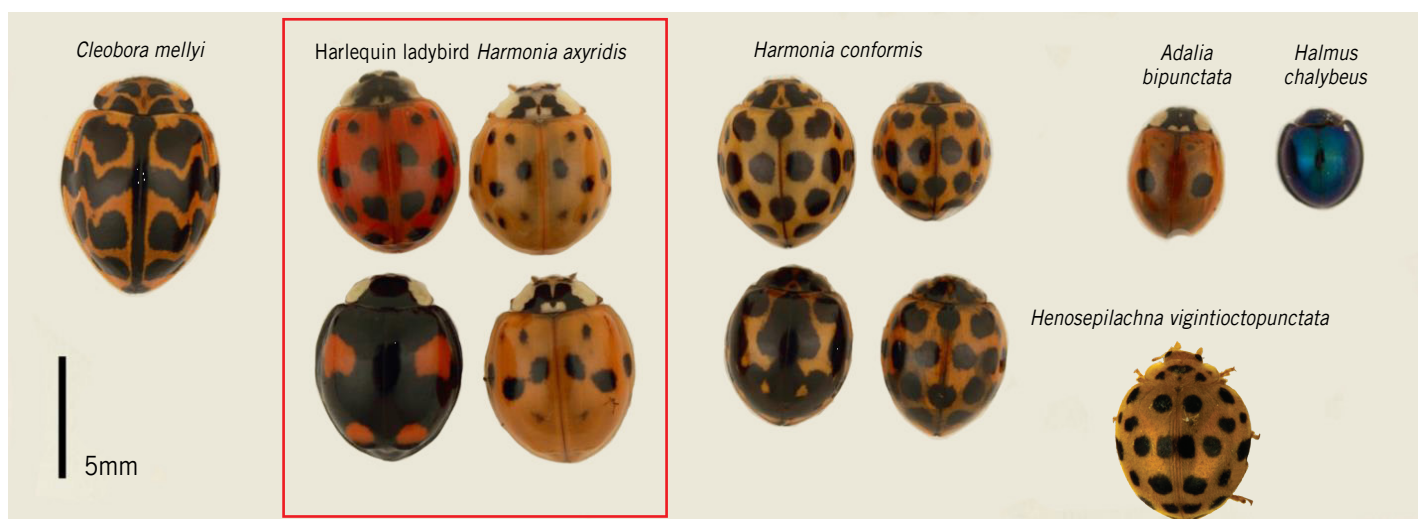 Cleobora mellyi
Harlequin ladybird Harmonia axyridis
Harmonia conformis
Adalia
bipunctata
Halmus
chalybeus
Henosepilachna vigintioctopunctata
5mm